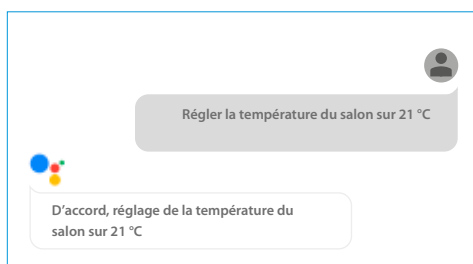 Régler la température du salon sur 21 °C
D’accord, réglage de la température du
salon sur 21 °C